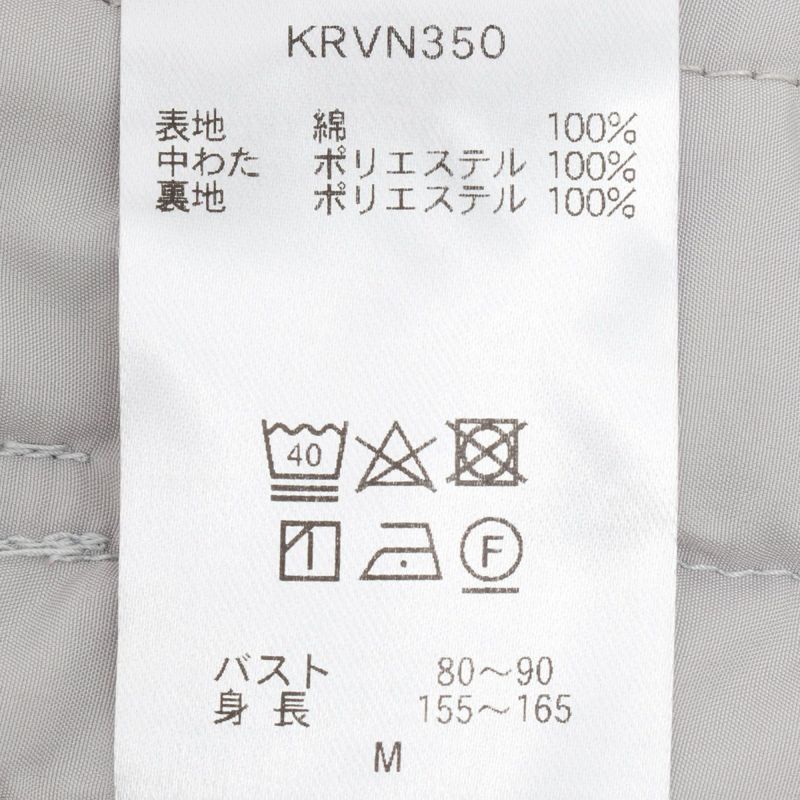 KRVN350
表地 綿 100%
中わた ポリエステル 100%
裏地 ポリエステル 100%
40
F
バスト 80～90
身長 155～165
M